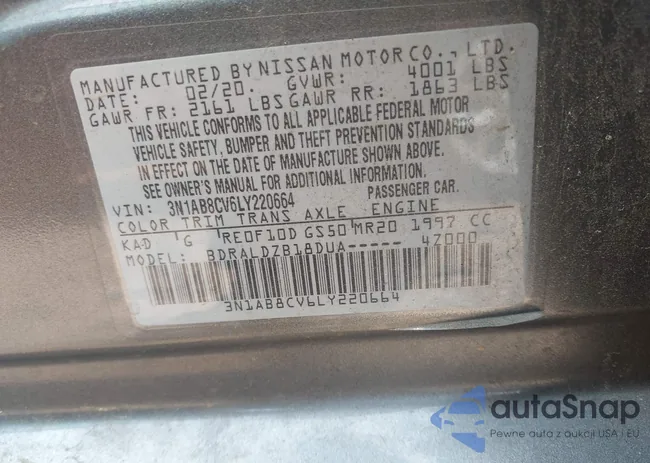 MANUFACTURED BY NISSAN MOTOR CO., LTD.
DATE: 02/20. GVWR: 4001 LBS
GAWR FR: 2161 LBS GAWR RR: 1863 LBS
THIS VEHICLE CONFORMS TO ALL APPLICABLE FEDERAL MOTOR
VEHICLE SAFETY, BUMPER AND THEFT PREVENTION STANDARDS
IN EFFECT ON THE DATE OF MANUFACTURE SHOWN ABOVE.
SEE OWNER'S MANUAL FOR ADDITIONAL INFORMATION.
VIN: 3N1AB8CV6LY220664 PASSENGER CAR.
COLOR TRIM TRANS AXLE ENGINE
KAD G RE0F10D GS50 MR20 1997 CC
MODEL: BDRALDZB18DUA----- 4Z000
3N1AB8CV6LY220664
autaSnap
Pewne auta z aukcji USA i EU